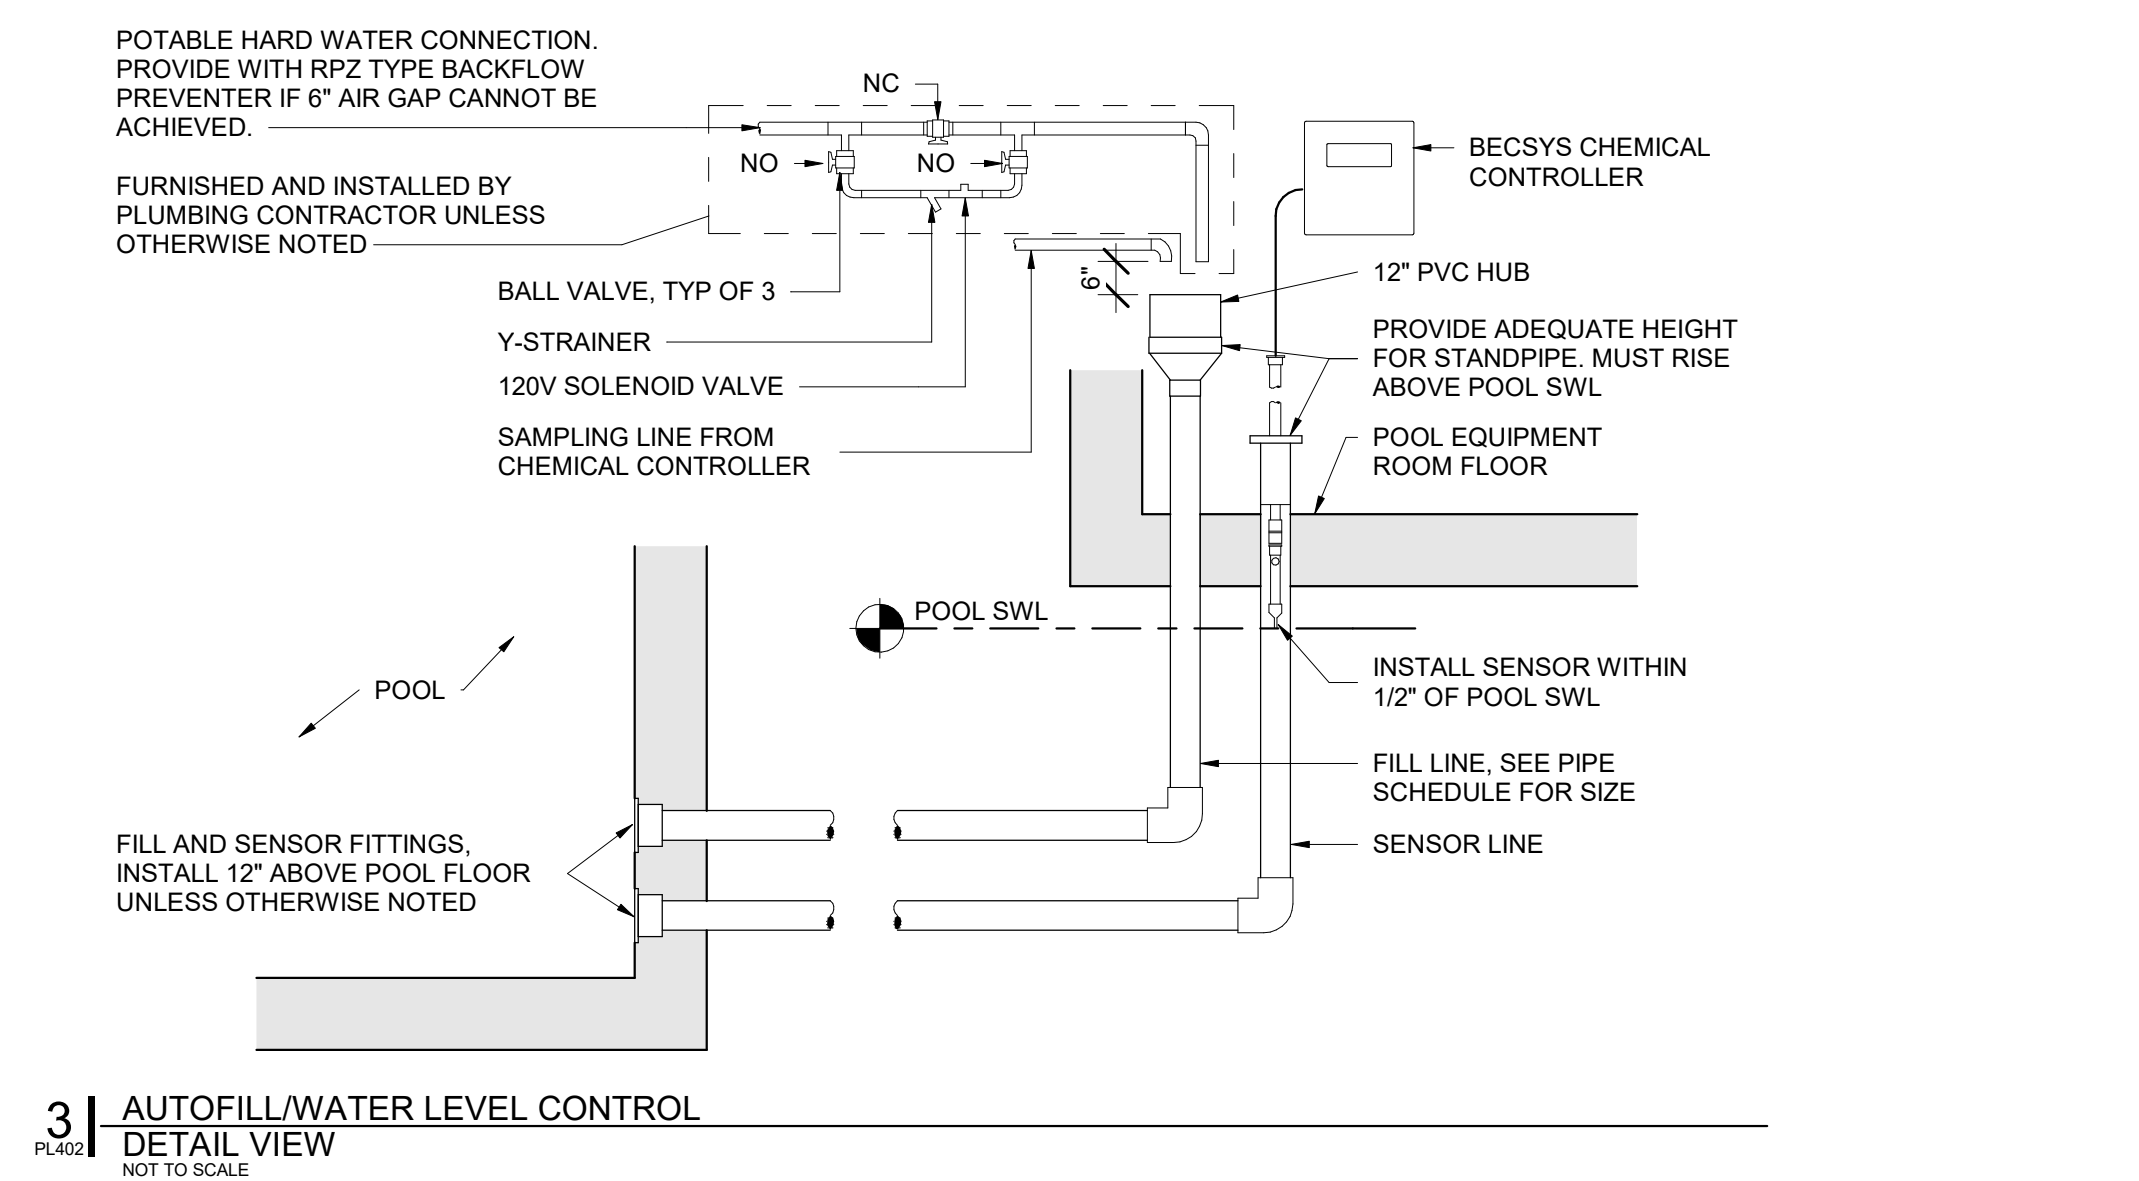 POTABLE HARD WATER CONNECTION.
PROVIDE WITH RPZ TYPE BACKFLOW
PREVENTER IF 6" AIR GAP CANNOT BE
ACHIEVED.
FURNISHED AND INSTALLED BY
PLUMBING CONTRACTOR UNLESS
OTHERWISE NOTED
NC
NO
NO
BECSYS CHEMICAL
CONTROLLER
BALL VALVE, TYP OF 3
Y-STRAINER
120V SOLENOID VALVE
SAMPLING LINE FROM
CHEMICAL CONTROLLER
6"
12" PVC HUB
PROVIDE ADEQUATE HEIGHT
FOR STANDPIPE. MUST RISE
ABOVE POOL SWL
POOL EQUIPMENT
ROOM FLOOR
POOL SWL
POOL
INSTALL SENSOR WITHIN
1/2" OF POOL SWL
FILL LINE, SEE PIPE
SCHEDULE FOR SIZE
SENSOR LINE
FILL AND SENSOR FITTINGS,
INSTALL 12" ABOVE POOL FLOOR
UNLESS OTHERWISE NOTED
3
PL402
AUTOFILL/WATER LEVEL CONTROL
DETAIL VIEW
NOT TO SCALE